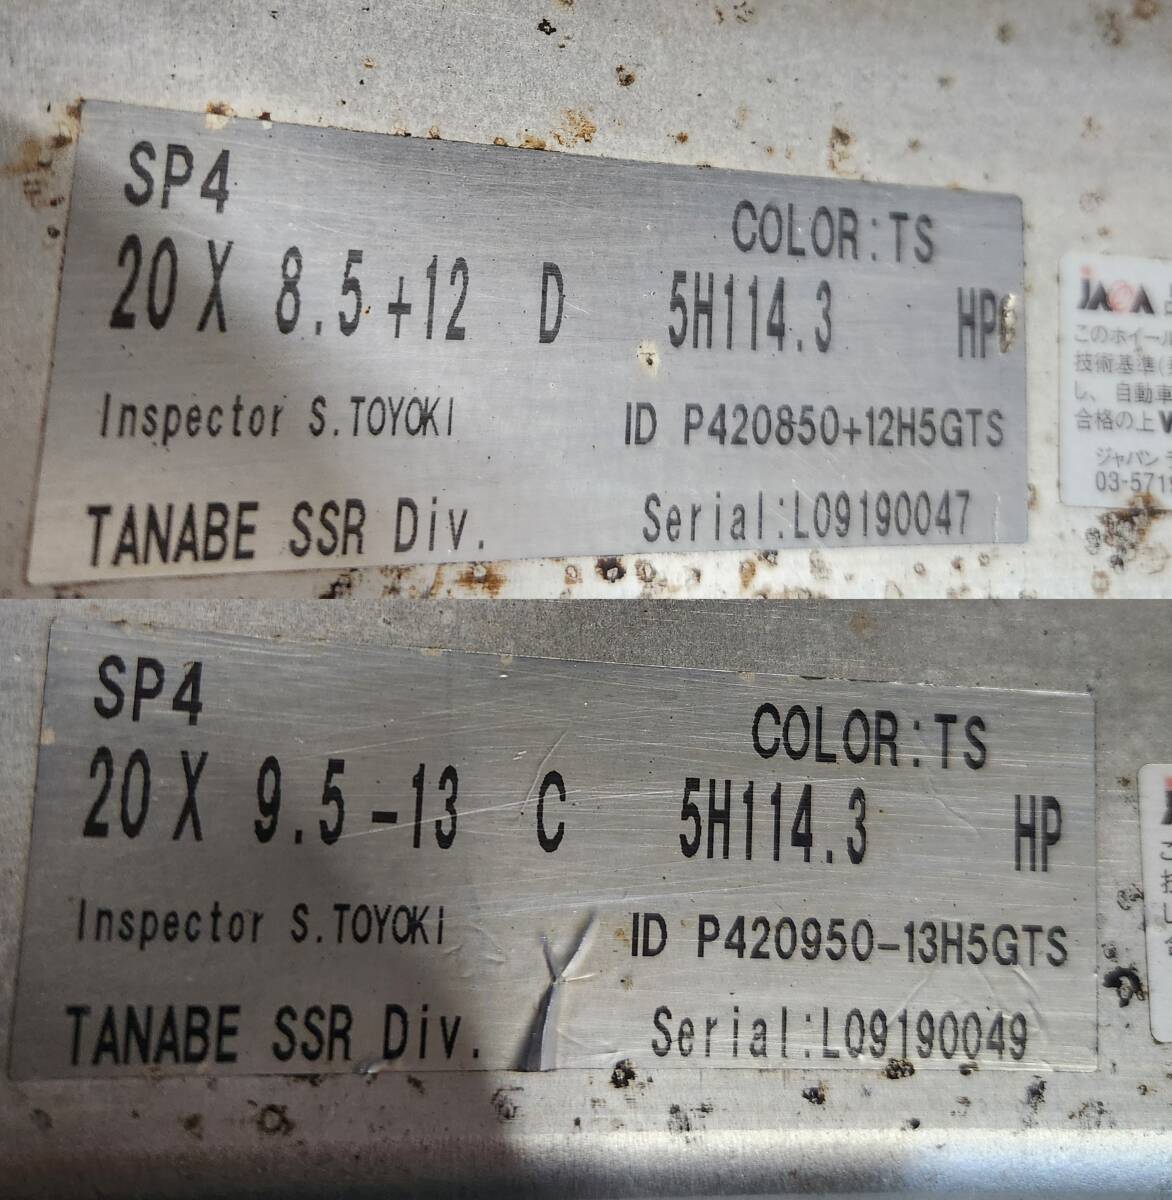 SP4
COLOR:TS
20 X 8.5+12 D 5H114.3 HP
Inspector S.TOYOKI ID P420850+12H5GTS
TANABE SSR Div. Serial:L09190047
JAWA
このホイール
技術基準(
し、自動車
合格の上V
ジャパン
03-5719
SP4
COLOR:TS
20 X 9.5-13 C 5H114.3 HP
Inspector S.TOYOKI ID P420950-13H5GTS
TANABE SSR Div. Serial:L09190049